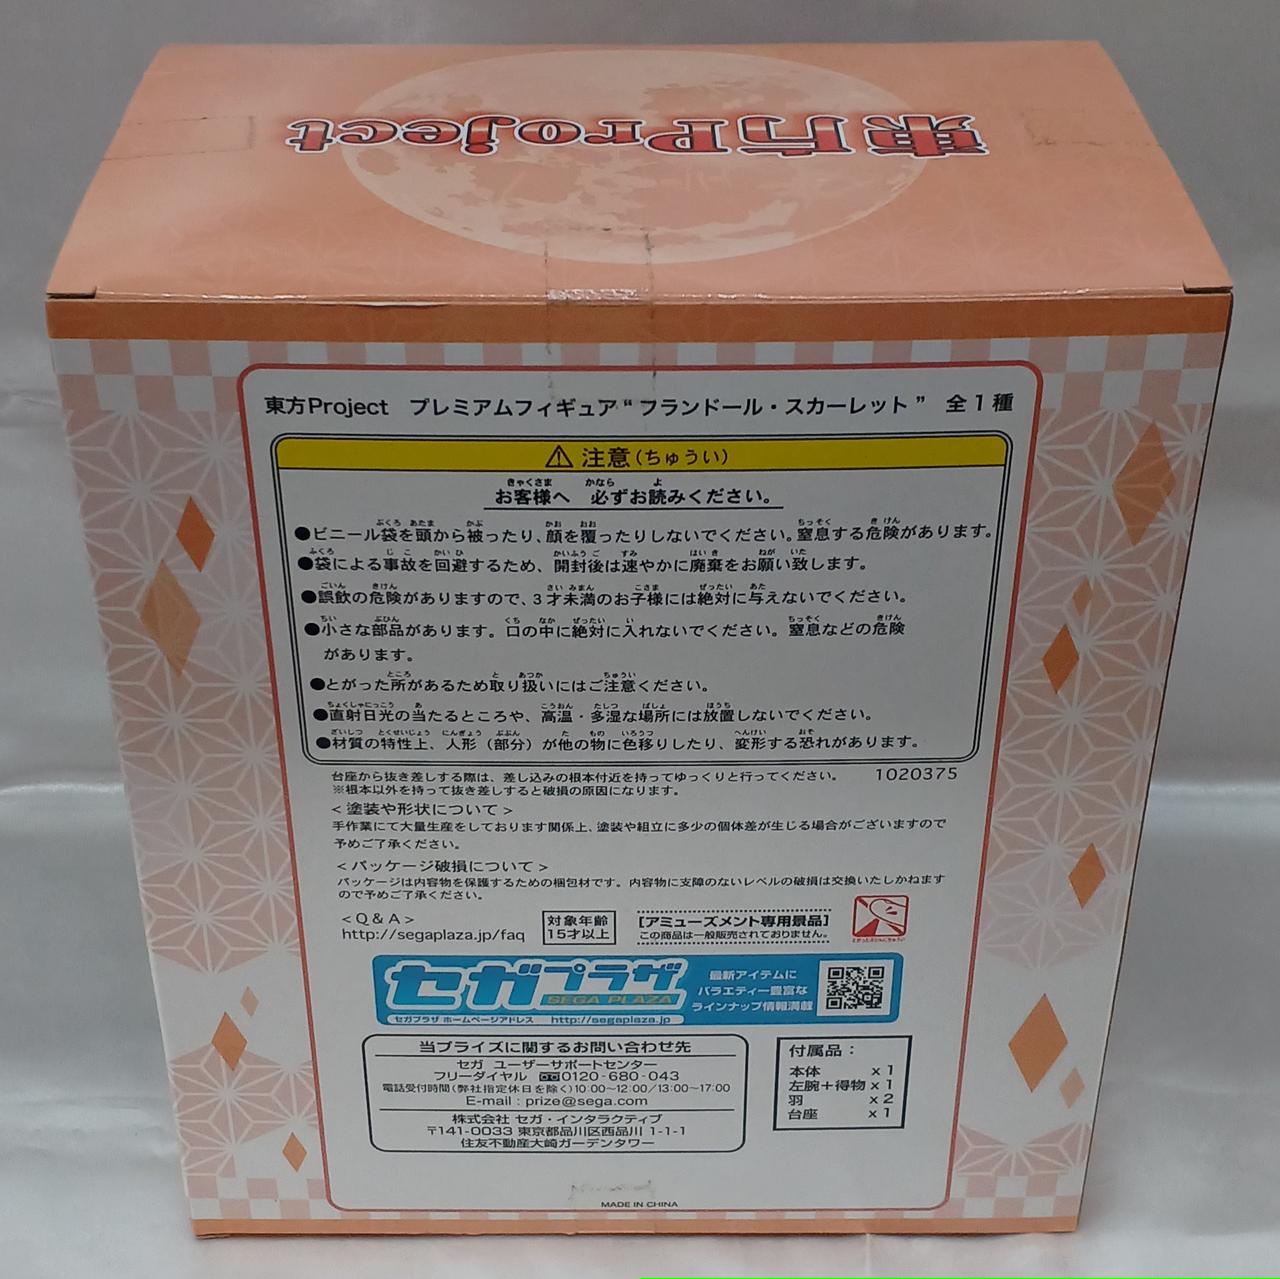 東方Project
東方Project プレミアムフィギュア“フランドール・スカーレット” 全1種
注意(ちゅうい)
お客様へ 必ずお読みください。
●ビニール袋を頭から被ったり、顔を覆ったりしないでください。窒息する危険があります。
●袋による事故を回避するため、開封後は速やかに廃棄をお願い致します。
●誤飲の危険がありますので、3才未満のお子様には絶対に与えないでください。
●小さな部品があります。口の中に絶対に入れないでください。窒息などの危険
があります。
●とがった所があるため取り扱いにはご注意ください。
●直射日光の当たるところや、高温・多湿な場所には放置しないでください。
●材質の特性上、人形(部分)が他の物に色移りしたり、変形する恐れがあります。
台座から抜き差しする際は、差し込みの根本付近を持ってゆっくりと行ってください。 1020375
※根本以外を持って抜き差しすると破損の原因になります。
<塗装や形状について>
手作業にて大量生産をしております関係上、塗装や組立に多少の個体差が生じる場合がございますので
予めご了承ください。
<パッケージ破損について>
パッケージは内容物を保護するための梱包材です。内容物に支障のないレベルの破損は交換いたしかねます
ので予めご了承ください。
<Q&A>
http://segaplaza.jp/faq
対象年齢
15才以上
[アミューズメント専用景品]
この商品は一般販売されておりません。
セガプラザ
SEGA PLAZA
セガプラザ ホームページアドレス http://segaplaza.jp
最新アイテムに
バラエティー豊富な
ラインナップ情報満載
当プライズに関するお問い合わせ先
セガ ユーザーサポートセンター
フリーダイヤル 0120-680-043
電話受付時間(弊社指定休日を除く)10:00~12:00/13:00~17:00
E-mail : prize@sega.com
株式会社 セガ・インタラクティブ
〒141-0033 東京都品川区西品川 1-1-1
住友不動産大崎ガーデンタワー
付属品:
本体 x1
左腕+得物 x1
羽 x2
台座 x1
MADE IN CHINA